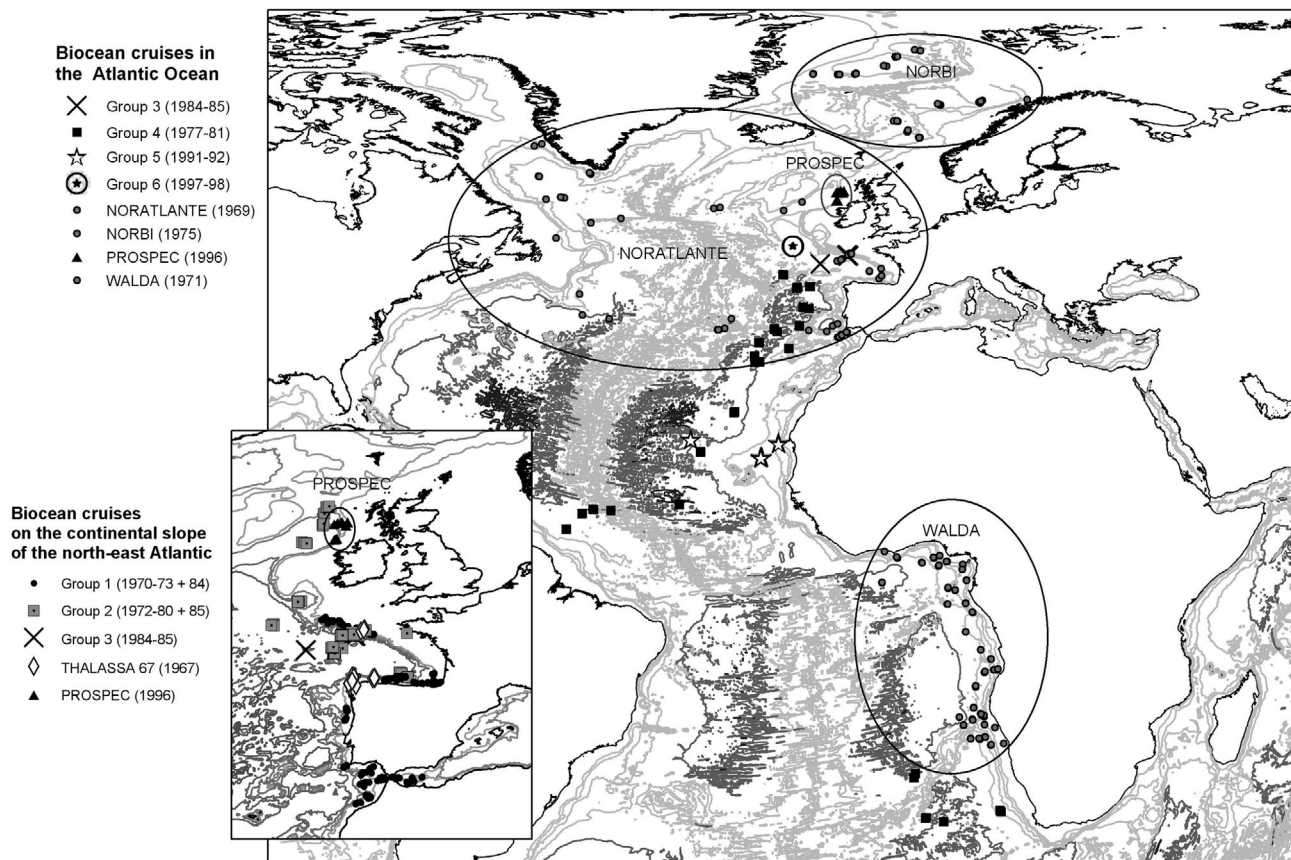 Biocean cruises in
the Atlantic Ocean
Group 3 (1984-85)
Group 4 (1977-81)
Group 5 (1991-92)
Group 6 (1997-98)
NORATLANTE (1969)
NORBI (1975)
PROSPEC (1996)
WALDA (1971)
NORBI
PROSPEC
NORATLANTE
WALDA
PROSPEC
Biocean cruises
on the continental slope
of the north-east Atlantic
Group 1 (1970-73 + 84)
Group 2 (1972-80 + 85)
Group 3 (1984-85)
THALASSA 67 (1967)
PROSPEC (1996)